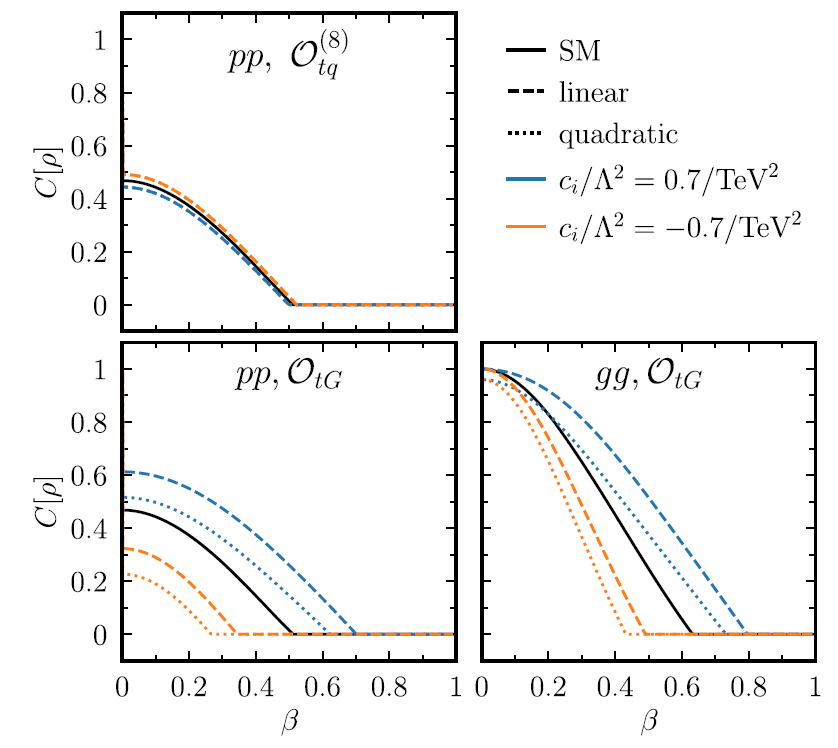 pp, O_{tq}^{(8)}
SM
linear
quadratic
c_i/Λ² = 0.7/TeV²
c_i/Λ² = −0.7/TeV²
1
0.8
0.6
0.4
0.2
0
C[ρ]
pp, O_{tG}
gg, O_{tG}
1
0.8
0.6
0.4
0.2
0
C[ρ]
0 0.2 0.4 0.6 0.8 1
0 0.2 0.4 0.6 0.8 1
β
β